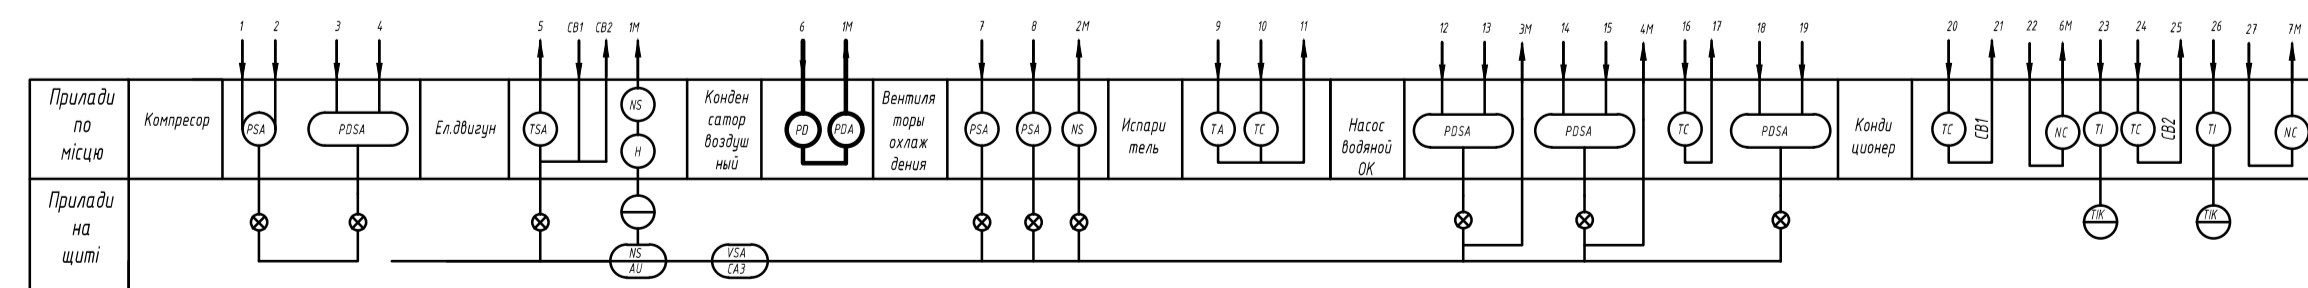 1 2 3 4 5 СВ1 СВ2 1М 6 1М 7 8 2М 9 10 11 12 13 3М 14 15 4М 16 17 18 19 20 21 22 6М 23 24 25 26 27 7М
Прилади
по
місцю
Компресор
PSA
PDSA
Ел.двигун
TSA
NS
H
Конден
сатор
воздуш
ный
PD
PDA
Вентиля
торы
охлаж
дения
PSA
PSA
NS
Испари
тель
TA
TC
Насос
водяной
ОК
PDSA
PDSA
TC
PDSA
Конди
ционер
TC
СВ1
NC
TI
TC
СВ2
TI
NC
Прилади
на
щиті
NS
AU
VSA
САЗ
TIK
TIK